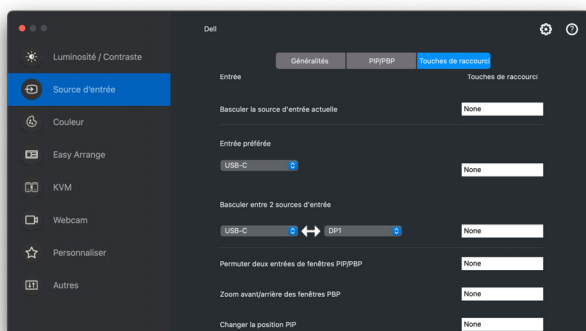 Dell
Luminosité / Contraste
Source d'entrée
Couleur
Easy Arrange
KVM
Webcam
Personnaliser
Autres
Généralités PIP/PBP Touches de raccourci
Entrée Touches de raccourci
Basculer la source d'entrée actuelle None
Entrée préférée
USB-C None
Basculer entre 2 sources d'entrée
USB-C DP1 None
Permuter deux entrées de fenêtres PIP/PBP None
Zoom avant/arrière des fenêtres PBP None
Changer la position PIP None